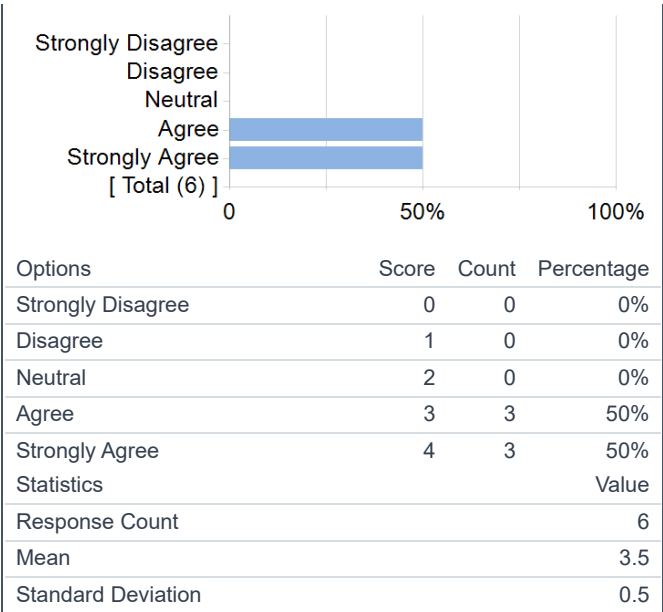 Strongly Disagree
Disagree
Neutral
Agree
Strongly Agree
[ Total (6) ]
0 50% 100%
Options Score Count Percentage
Strongly Disagree 0 0 0%
Disagree 1 0 0%
Neutral 2 0 0%
Agree 3 3 50%
Strongly Agree 4 3 50%
Statistics Value
Response Count 6
Mean 3.5
Standard Deviation 0.5